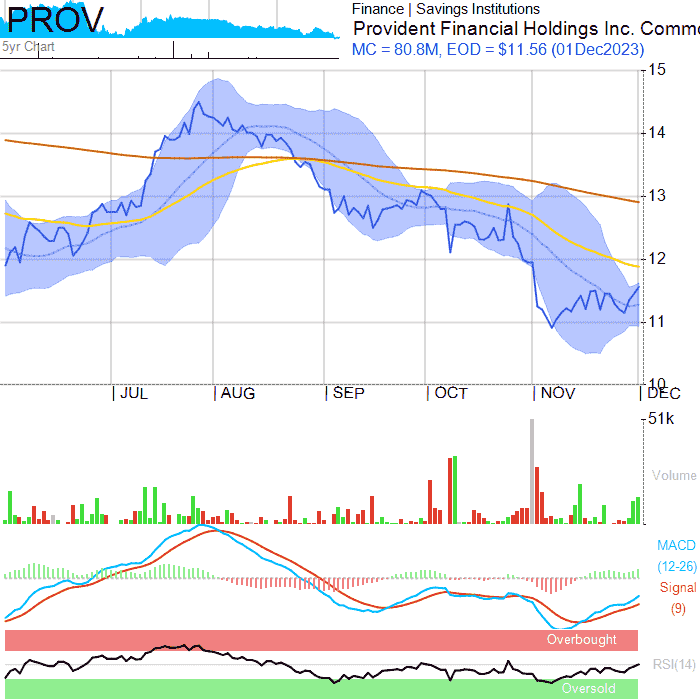 PROV
Finance | Savings Institutions
Provident Financial Holdings Inc. Commo
MC = 80.8M, EOD = $11.56 (01Dec2023)
5yr Chart
15
14
13
12
11
10
JUL AUG SEP OCT NOV DEC
51k
Volume
MACD
(12-26)
Signal
(9)
Overbought
RSI(14)
Oversold